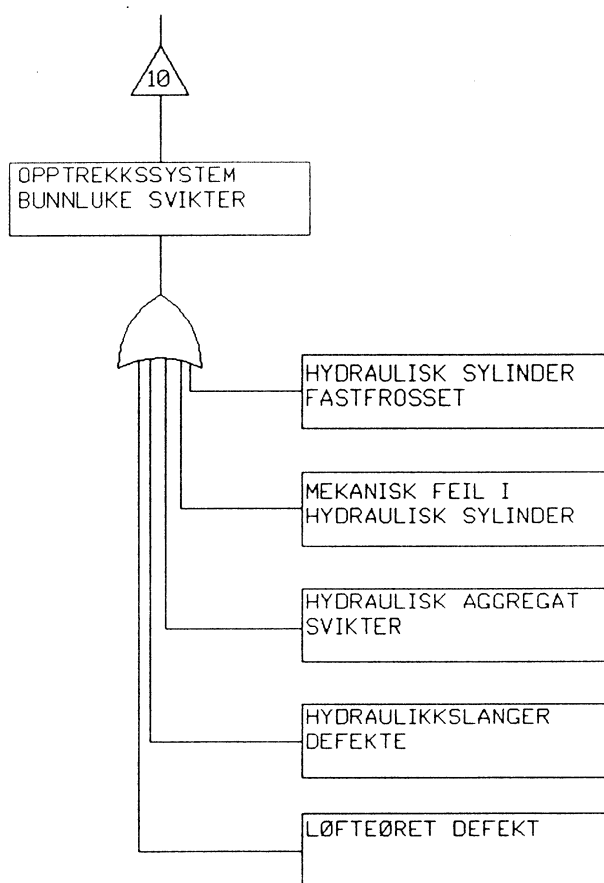 10
OPPTREKKSSYSTEM
BUNNLUKE SVIKTER
HYDRAULISK SYLINDER
FASTFROSSET
MEKANISK FEIL I
HYDRAULISK SYLINDER
HYDRAULISK AGGREGAT
SVIKTER
HYDRAULIKKSLANGER
DEFEKTE
LØFTEØRET DEFEKT